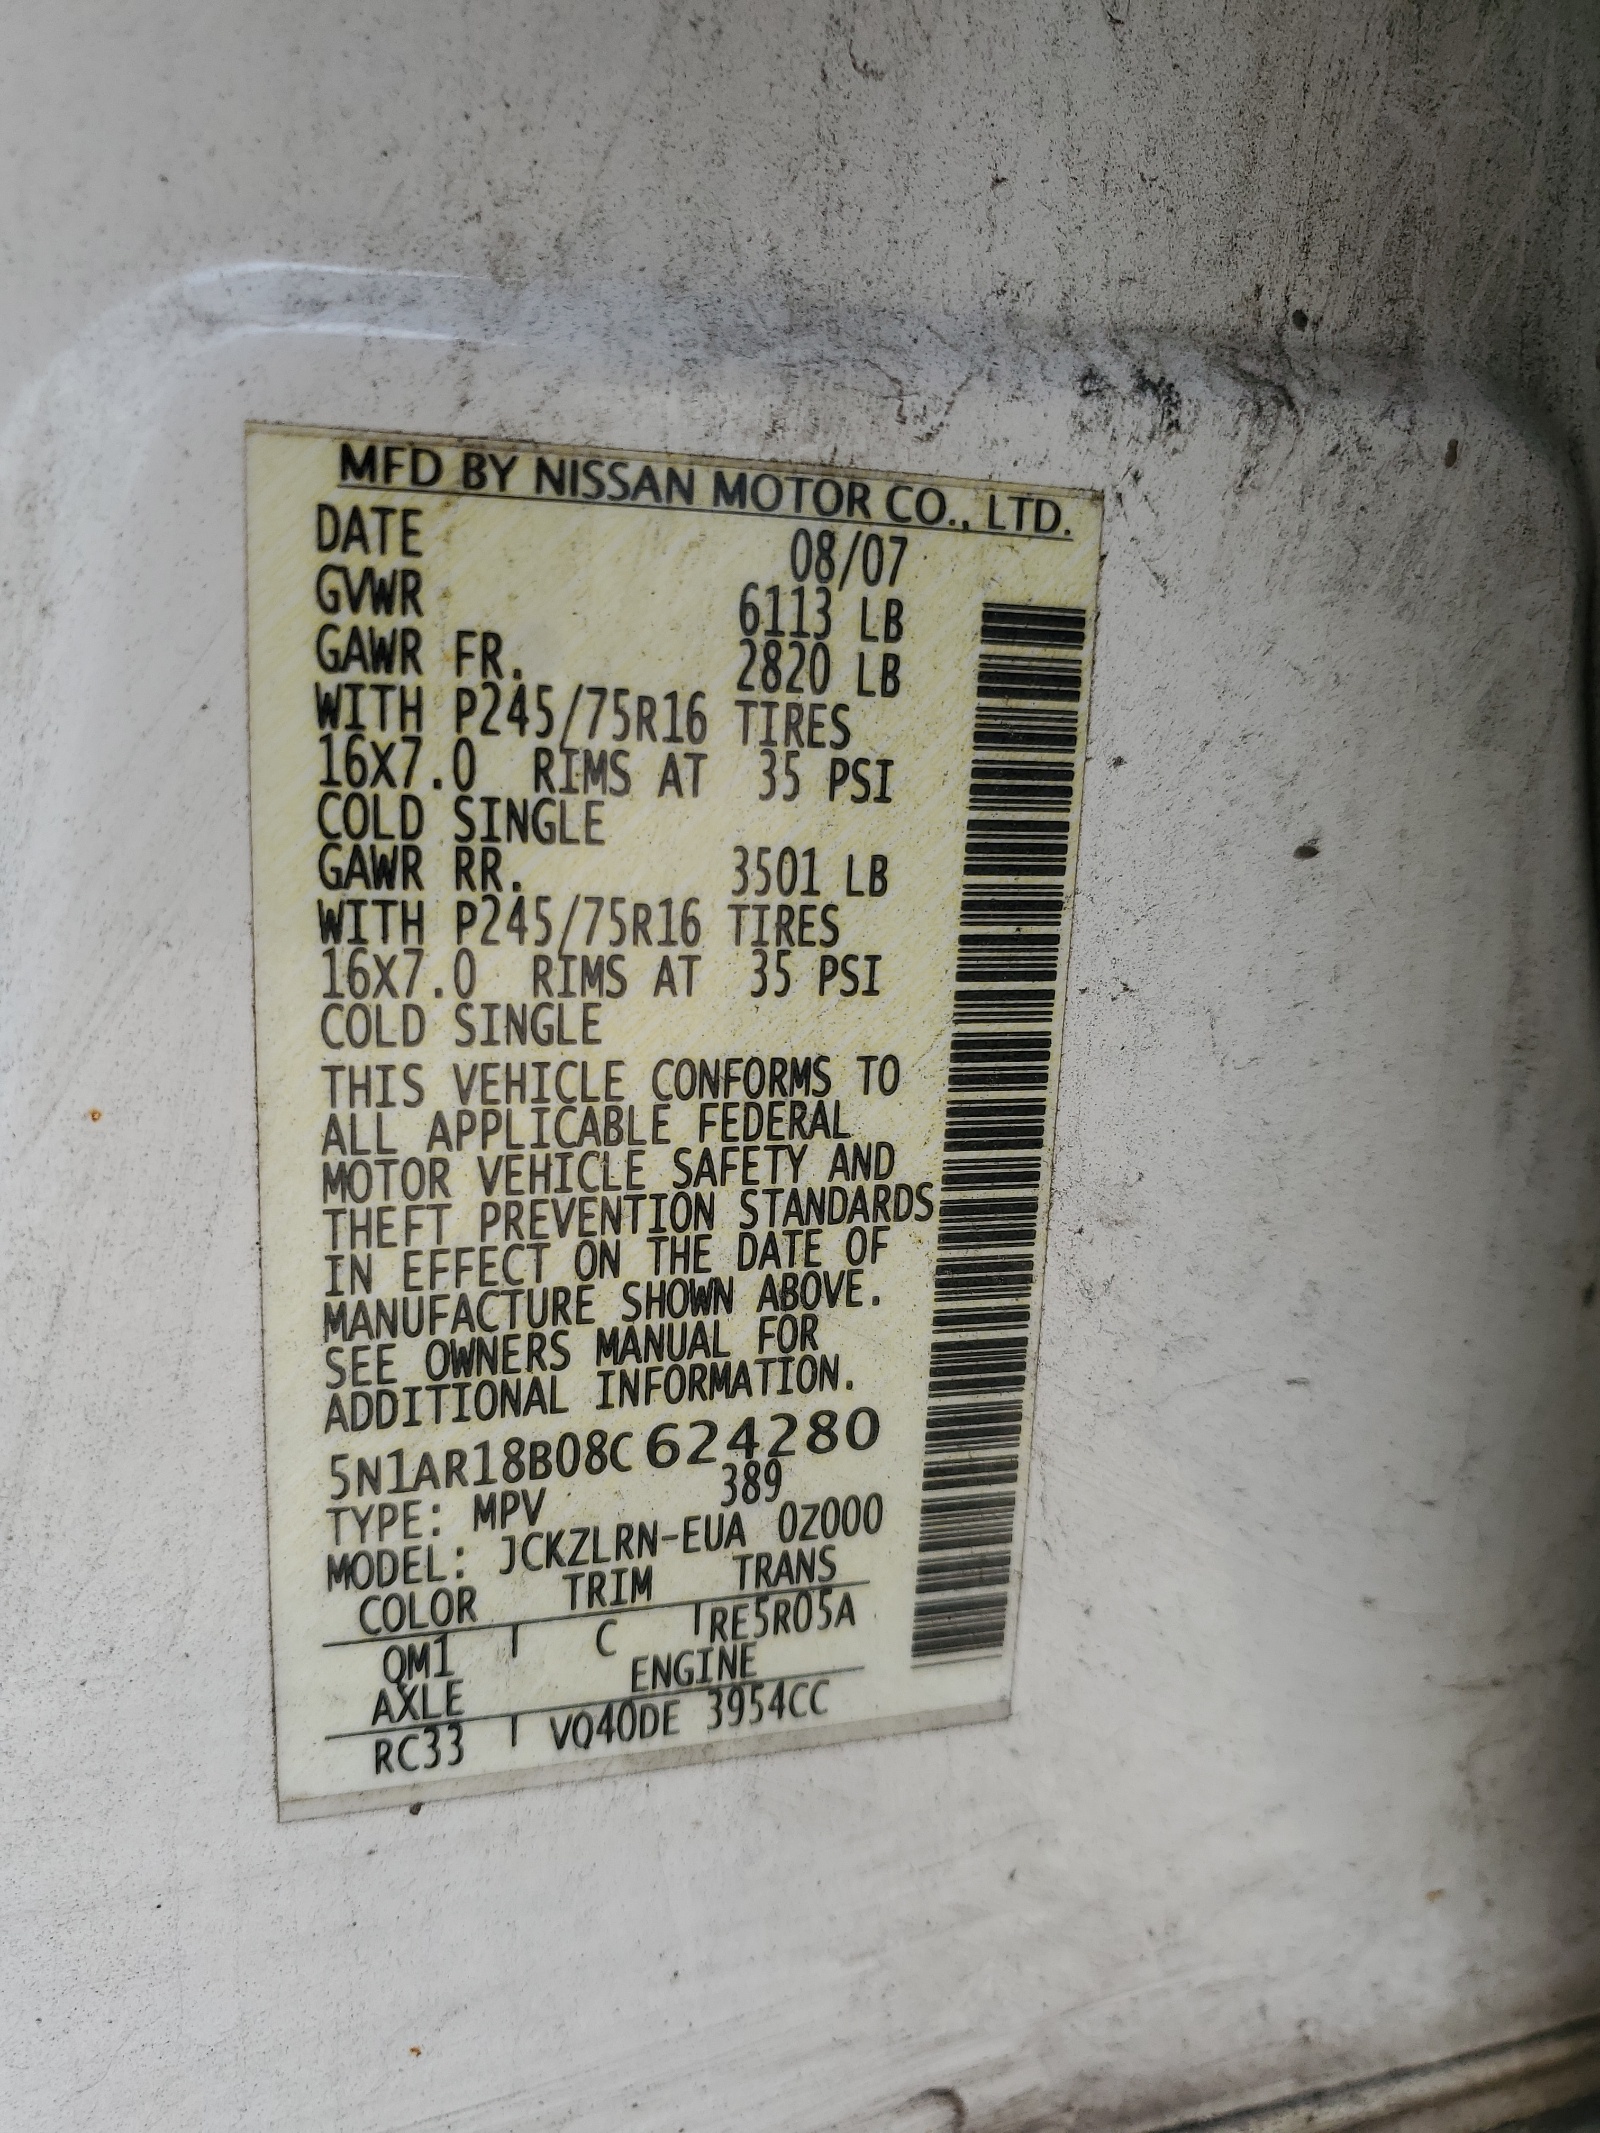 MFD BY NISSAN MOTOR CO., LTD.
DATE 08/07
GVWR 6113 LB
GAWR FR. 2820 LB
WITH P245/75R16 TIRES
16X7.0 RIMS AT 35 PSI
COLD SINGLE
GAWR RR. 3501 LB
WITH P245/75R16 TIRES
16X7.0 RIMS AT 35 PSI
COLD SINGLE
THIS VEHICLE CONFORMS TO
ALL APPLICABLE FEDERAL
MOTOR VEHICLE SAFETY AND
THEFT PREVENTION STANDARDS
IN EFFECT ON THE DATE OF
MANUFACTURE SHOWN ABOVE.
SEE OWNERS MANUAL FOR
ADDITIONAL INFORMATION.
5N1AR18B08C624280
TYPE: MPV 389
MODEL: JCKZLRN-EUA 0Z000
COLOR TRIM TRANS
QM1 C RE5R05A
AXLE ENGINE
RC33 VQ40DE 3954CC